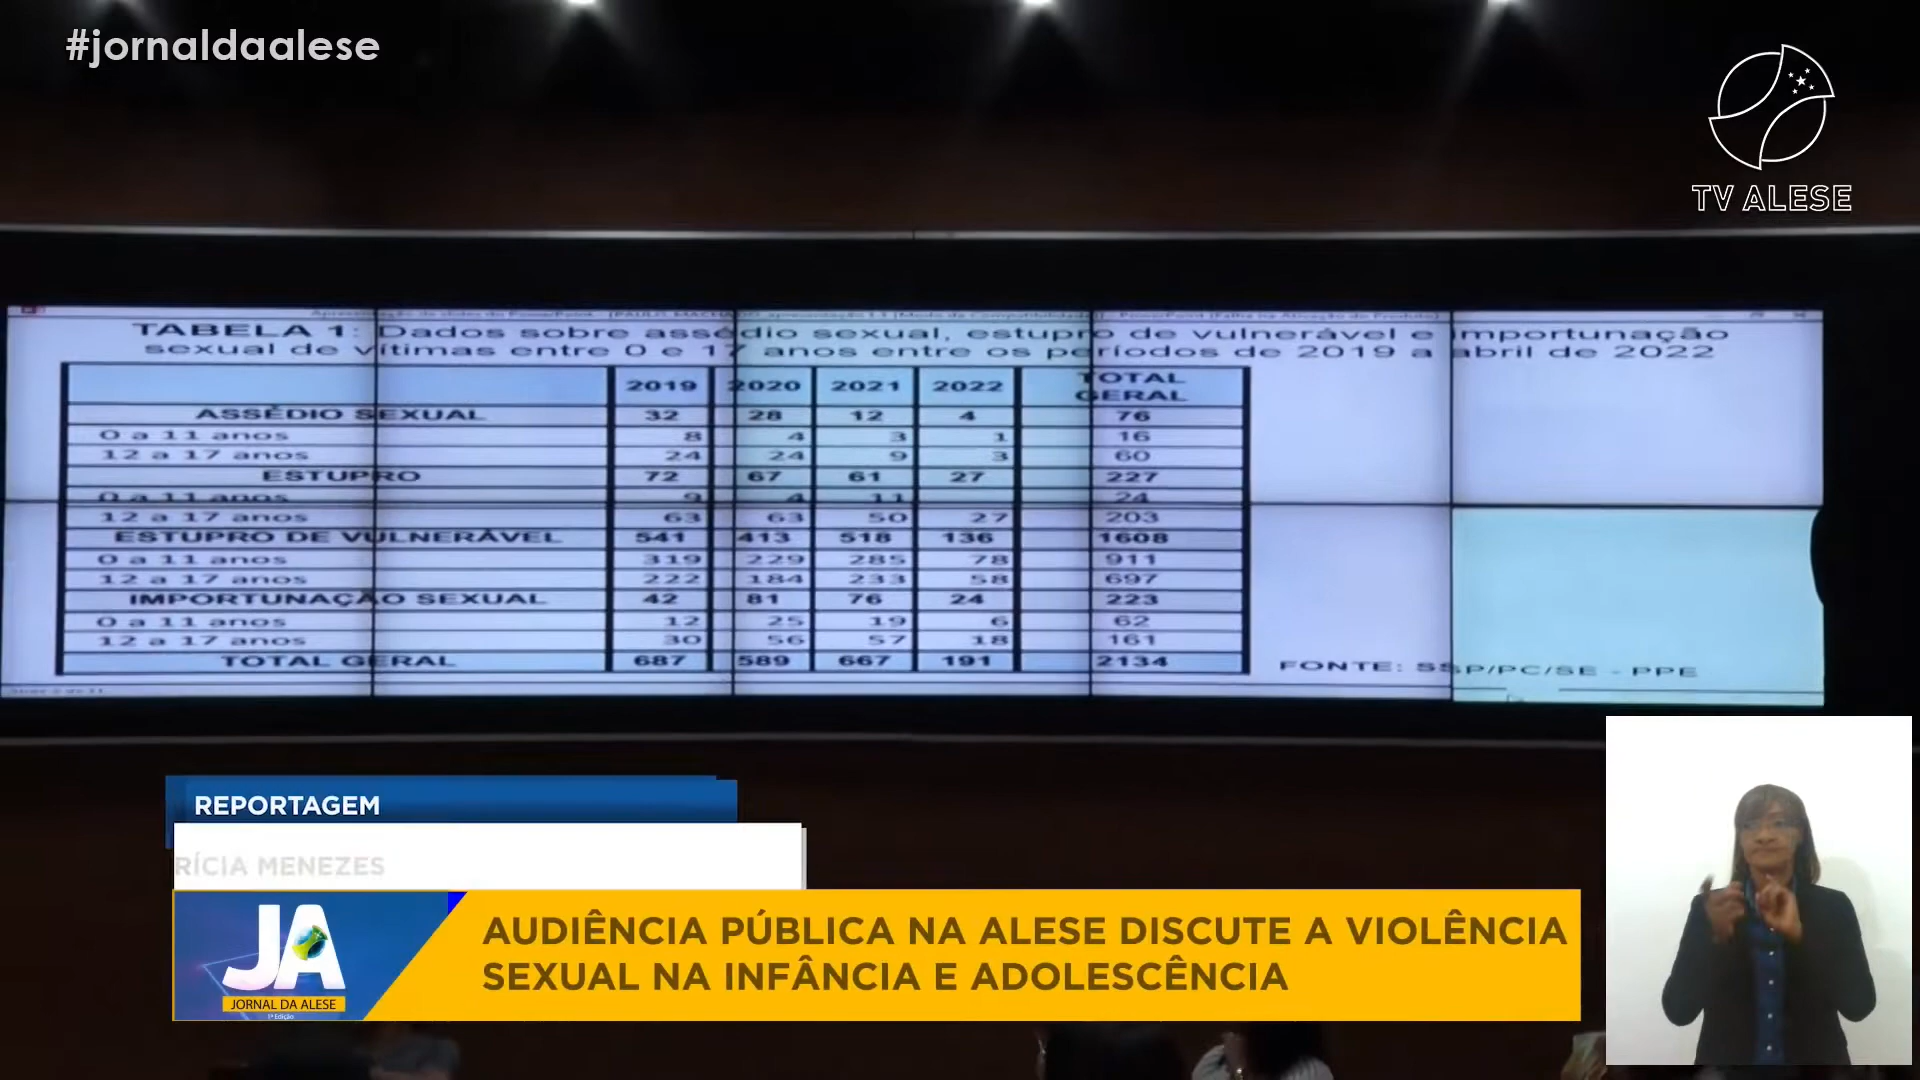 #jornaldaalese
TV ALESE
TABELA 1: Dados sobre assédio sexual, estupro de vulnerável e importunação
sexual de vítimas entre 0 e 17 anos entre os períodos de 2019 a abril de 2022
2019 2020 2021 2022 TOTAL GERAL
ASSÉDIO SEXUAL 32 28 12 4 76
0 a 11 anos 8 4 3 1 16
12 a 17 anos 24 24 9 3 60
ESTUPRO 72 67 61 27 227
0 a 11 anos 9 4 11 24
12 a 17 anos 63 63 50 27 203
ESTUPRO DE VULNERÁVEL 541 413 518 136 1608
0 a 11 anos 319 229 285 78 911
12 a 17 anos 222 184 233 58 697
IMPORTUNAÇÃO SEXUAL 42 81 76 24 223
0 a 11 anos 12 25 19 6 62
12 a 17 anos 30 56 57 18 161
TOTAL GERAL 687 589 667 191 2134
FONTE: SSP/PC/SE - PPE
REPORTAGEM
RÍCIA MENEZES
JA
JORNAL DA ALESE
1ª Edição
AUDIÊNCIA PÚBLICA NA ALESE DISCUTE A VIOLÊNCIA
SEXUAL NA INFÂNCIA E ADOLESCÊNCIA